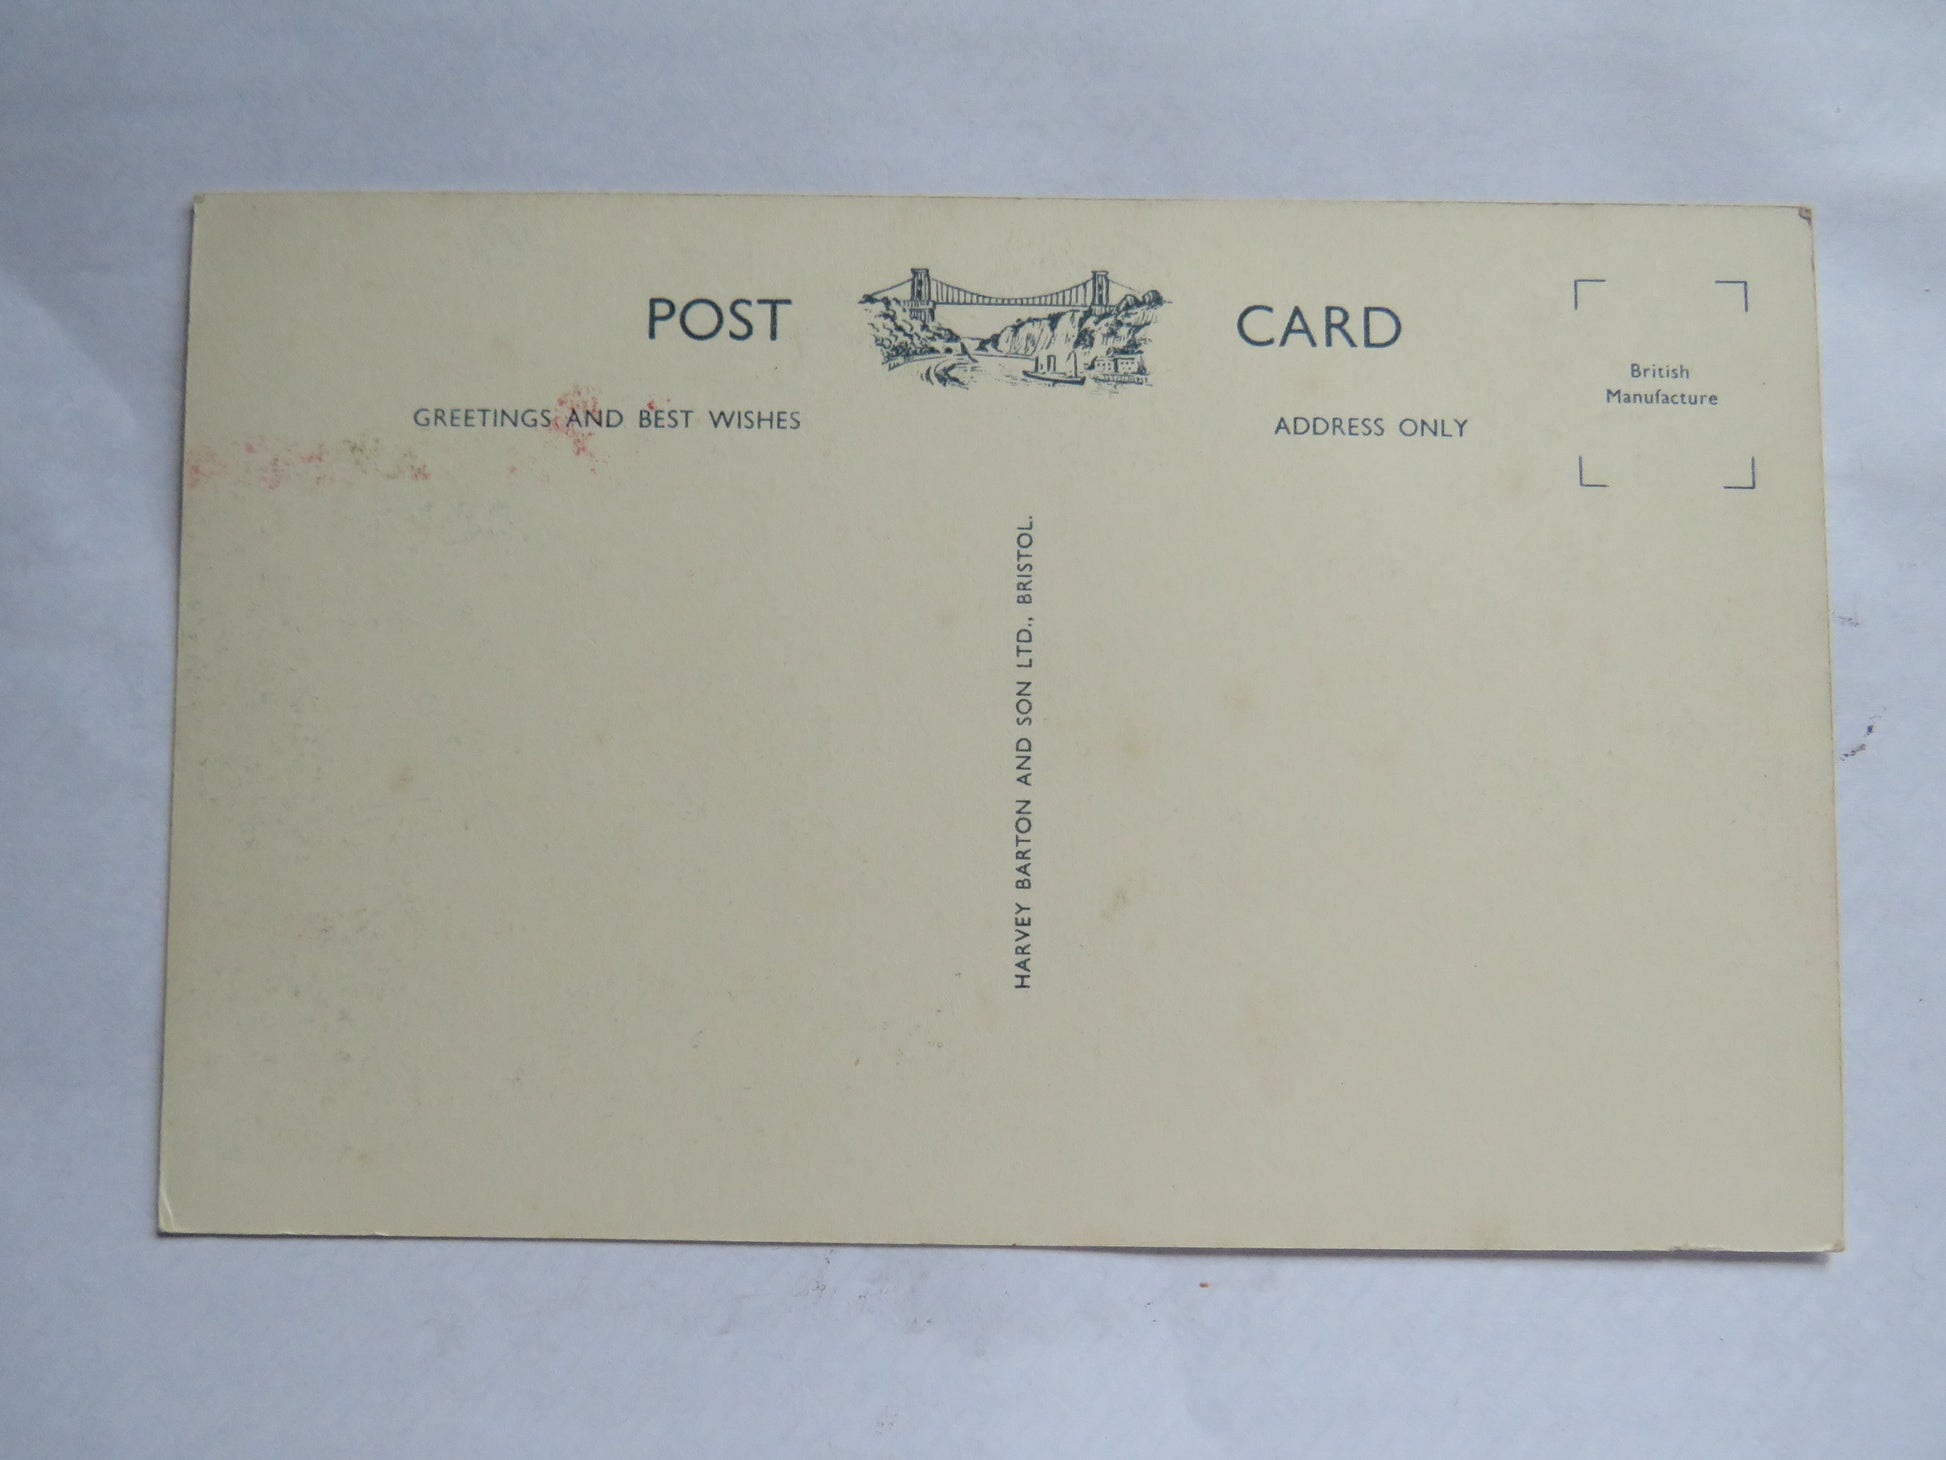 POST CARD
GREETINGS AND BEST WISHES
ADDRESS ONLY
British
Manufacture
HARVEY BARTON AND SON LTD., BRISTOL.